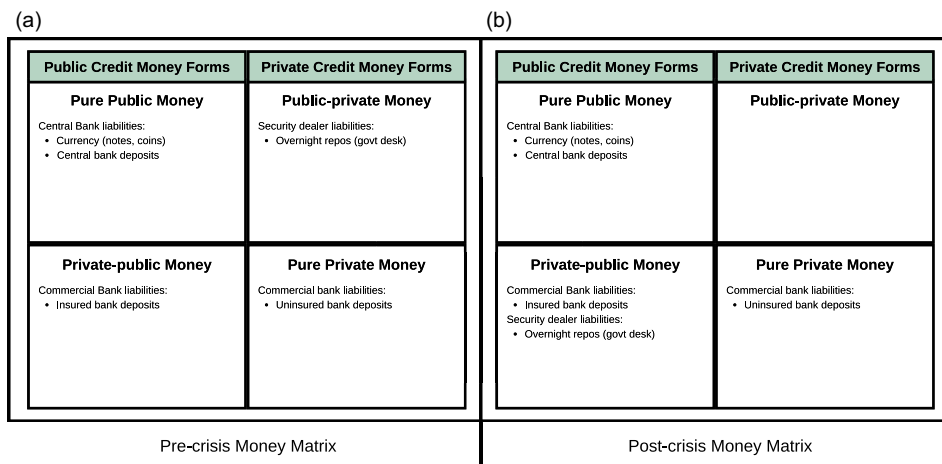 (a)
Public Credit Money Forms
Private Credit Money Forms
Pure Public Money
Central Bank liabilities:
• Currency (notes, coins)
• Central bank deposits
Public-private Money
Security dealer liabilities:
• Overnight repos (govt desk)
Private-public Money
Commercial Bank liabilities:
• Insured bank deposits
Pure Private Money
Commercial bank liabilities:
• Uninsured bank deposits
Pre-crisis Money Matrix
(b)
Public Credit Money Forms
Private Credit Money Forms
Pure Public Money
Central Bank liabilities:
• Currency (notes, coins)
• Central bank deposits
Public-private Money
Private-public Money
Commercial Bank liabilities:
• Insured bank deposits
Security dealer liabilities:
• Overnight repos (govt desk)
Pure Private Money
Commercial bank liabilities:
• Uninsured bank deposits
Post-crisis Money Matrix